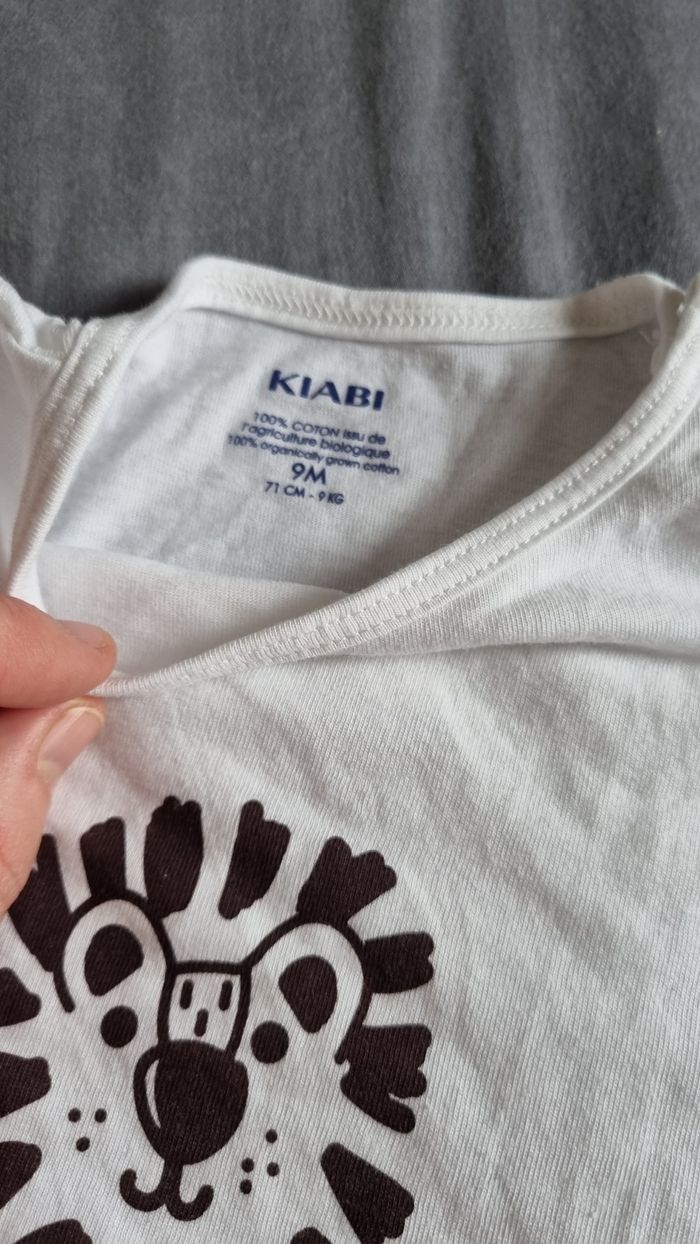 KIABI
100% COTON issu de
l'agriculture biologique
100% organically grown cotton
9M
71 CM - 9 KG